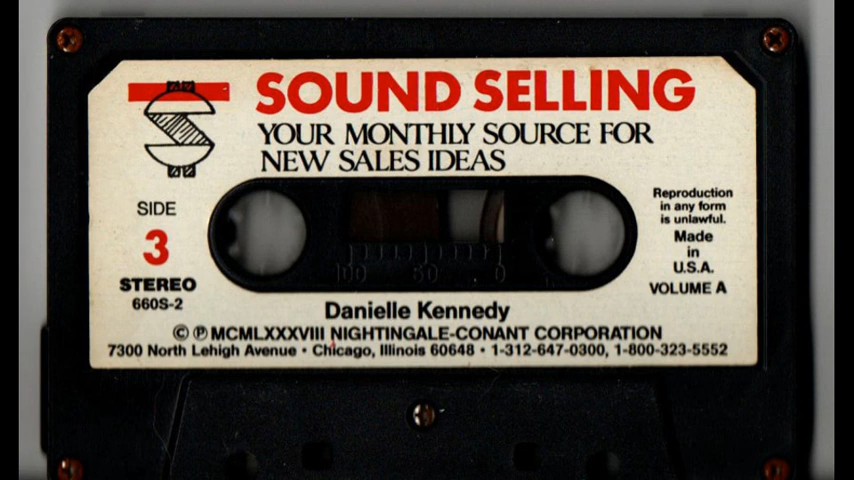 SOUND SELLING
YOUR MONTHLY SOURCE FOR
NEW SALES IDEAS
SIDE
3
STEREO
660S-2
Reproduction
in any form
is unlawful.
Made
in
U.S.A.
VOLUME A
100 50 0
Danielle Kennedy
© ℗ MCMLXXXVIII NIGHTINGALE-CONANT CORPORATION
7300 North Lehigh Avenue • Chicago, Illinois 60648 • 1-312-647-0300, 1-800-323-5552